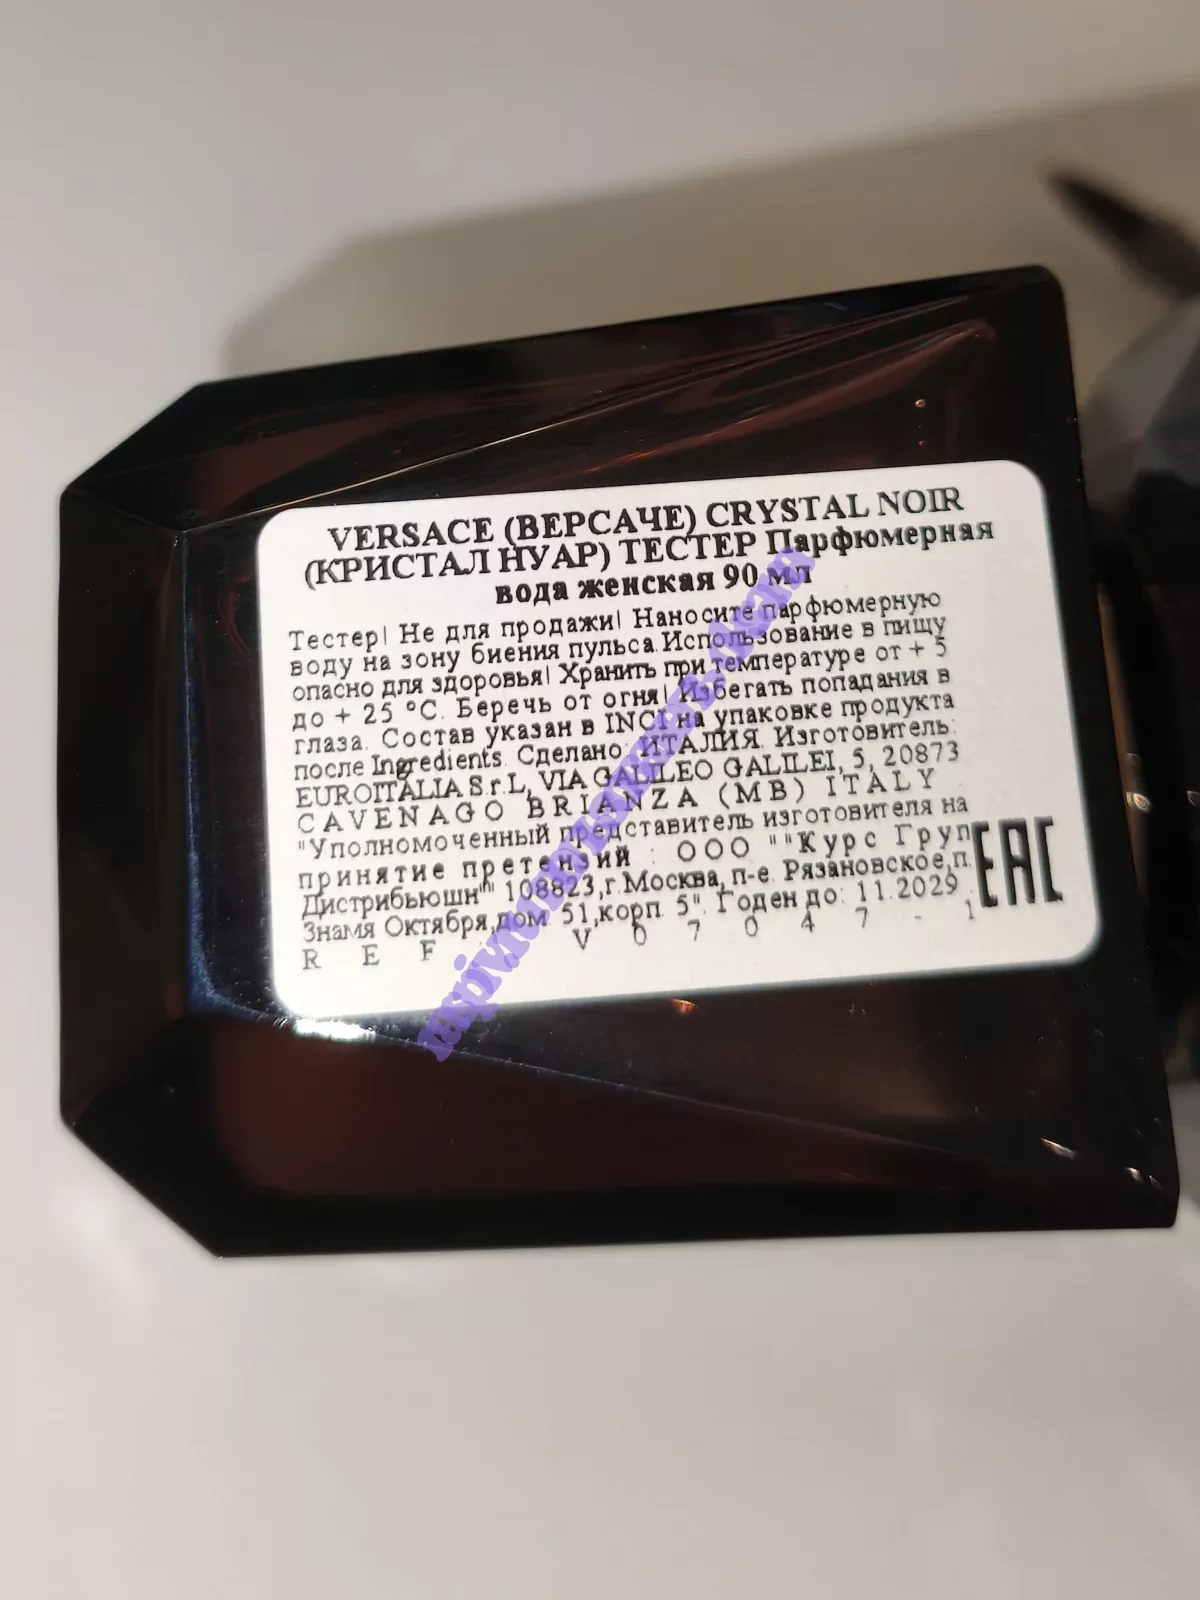 VERSACE (ВЕРСАЧЕ) CRYSTAL NOIR
(КРИСТАЛ НУАР) ТЕСТЕР Парфюмерная
вода женская 90 мл
Тестер! Не для продажи! Наносите парфюмерную
воду на зону биения пульса.Использование в пищу
опасно для здоровья! Хранить при температуре от + 5
до + 25 °C. Беречь от огня! Избегать попадания в
глаза. Состав указан в INCI на упаковке продукта
после Ingredients. Сделано: ИТАЛИЯ. Изготовитель:
EUROITALIA S.r.L, VIA GALILEO GALILEI, 5, 20873
CAVENAGO BRIANZA (MB) ITALY
"Уполномоченный представитель изготовителя на
принятие претензий : ООО ""Курс Груп
Дистрибьюшн"" 108823,г.Москва, п-е. Рязановское,п.
Знамя Октября,дом. 51,корп. 5". Годен до: 11.2029
REF. V07047-1
EAC